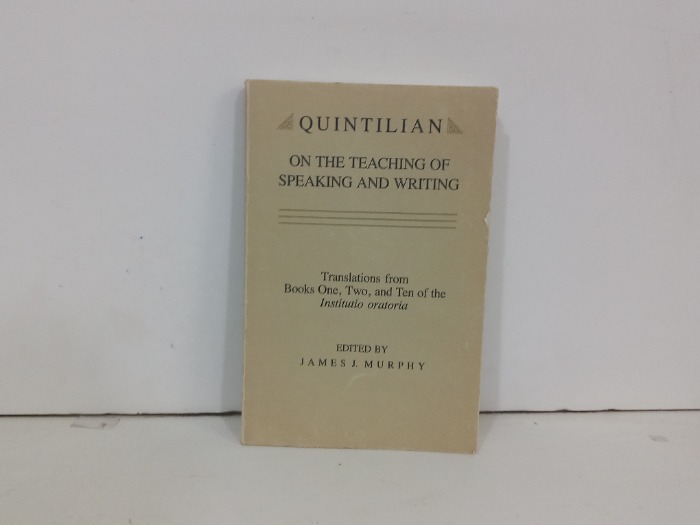 QUINTILIAN
ON THE TEACHING OF
SPEAKING AND WRITING
Translations from
Books One, Two, and Ten of the
Institutio oratoria
EDITED BY
JAMES J. MURPHY